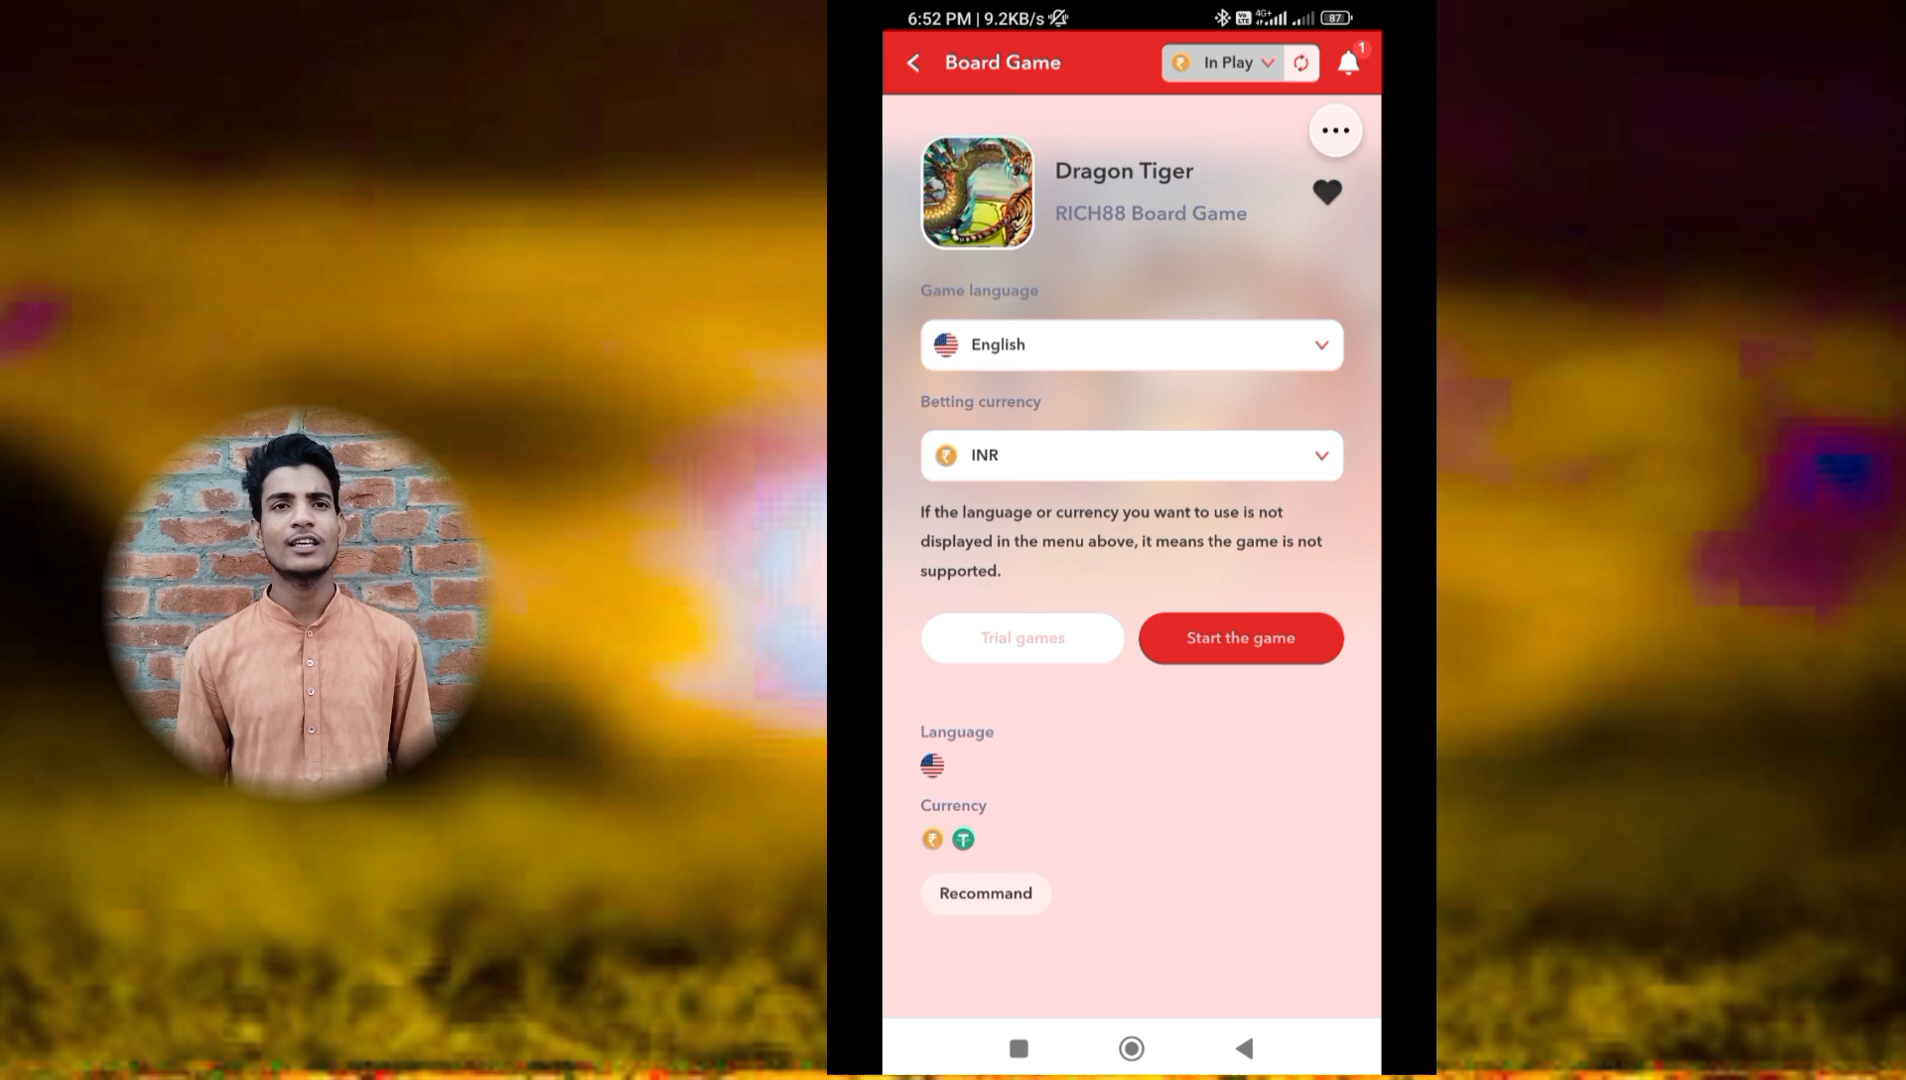 6:52 PM | 9.2KB/s
4G+
87
Board Game
In Play
1
Dragon Tiger
RICH88 Board Game
Game language
English
Betting currency
INR
If the language or currency you want to use is not
displayed in the menu above, it means the game is not
supported.
Trial games
Start the game
Language
Currency
Recommand